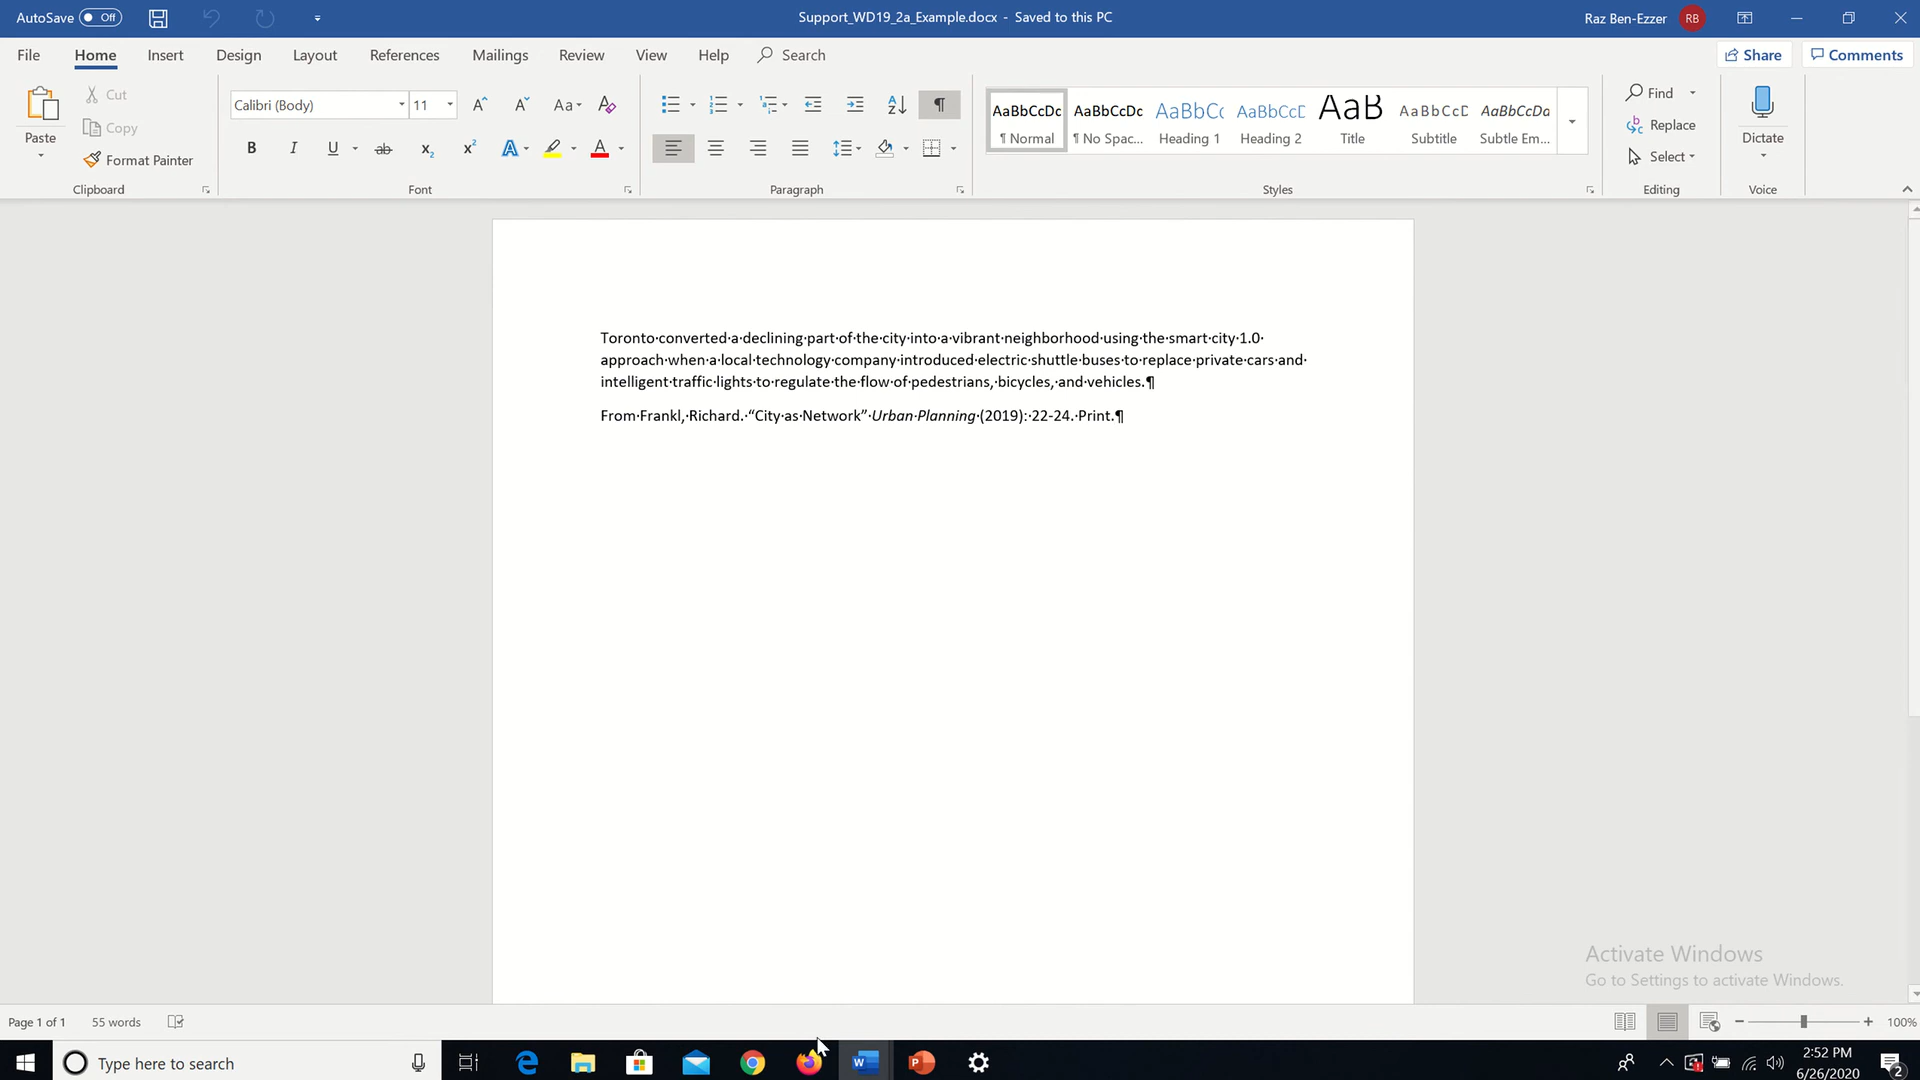 AutoSave Off
Support_WD19_2a_Example.docx - Saved to this PC
Raz Ben-Ezzer RB
File Home Insert Design Layout References Mailings Review View Help Search
Share Comments
Paste
Cut
Copy
Format Painter
Clipboard
Calibri (Body) 11
Font
Paragraph
AaBbCcDc AaBbCcDc AaBbCc AaBbCcD AaB AaBbCcD AaBbCcDa
¶ Normal ¶ No Spac... Heading 1 Heading 2 Title Subtitle Subtle Em...
Styles
Find
Replace
Select
Editing
Dictate
Voice
Toronto·converted·a·declining·part·of·the·city·into·a·vibrant·neighborhood·using·the·smart·city·1.0·
approach·when·a·local·technology·company·introduced·electric·shuttle·buses·to·replace·private·cars·and·
intelligent·traffic·lights·to·regulate·the·flow·of·pedestrians,·bicycles,·and·vehicles.¶
From·Frankl,·Richard.·“City·as·Network”·Urban·Planning·(2019):·22-24.·Print.¶
Activate Windows
Go to Settings to activate Windows.
Page 1 of 1 55 words
100%
Type here to search
2:52 PM
6/26/2020
2